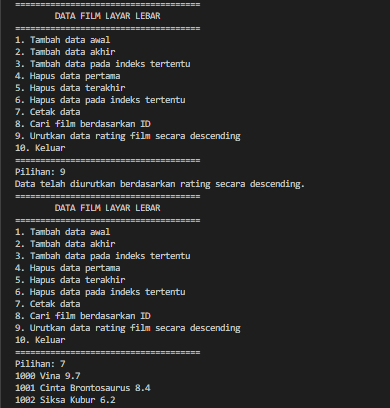 =====================================
DATA FILM LAYAR LEBAR
=====================================
1. Tambah data awal
2. Tambah data akhir
3. Tambah data pada indeks tertentu
4. Hapus data pertama
5. Hapus data terakhir
6. Hapus data pada indeks tertentu
7. Cetak data
8. Cari film berdasarkan ID
9. Urutkan data rating film secara descending
10. Keluar
=====================================
Pilihan: 9
Data telah diurutkan berdasarkan rating secara descending.
=====================================
DATA FILM LAYAR LEBAR
=====================================
1. Tambah data awal
2. Tambah data akhir
3. Tambah data pada indeks tertentu
4. Hapus data pertama
5. Hapus data terakhir
6. Hapus data pada indeks tertentu
7. Cetak data
8. Cari film berdasarkan ID
9. Urutkan data rating film secara descending
10. Keluar
=====================================
Pilihan: 7
1000 Vina 9.7
1001 Cinta Brontosaurus 8.4
1002 Siksa Kubur 6.2